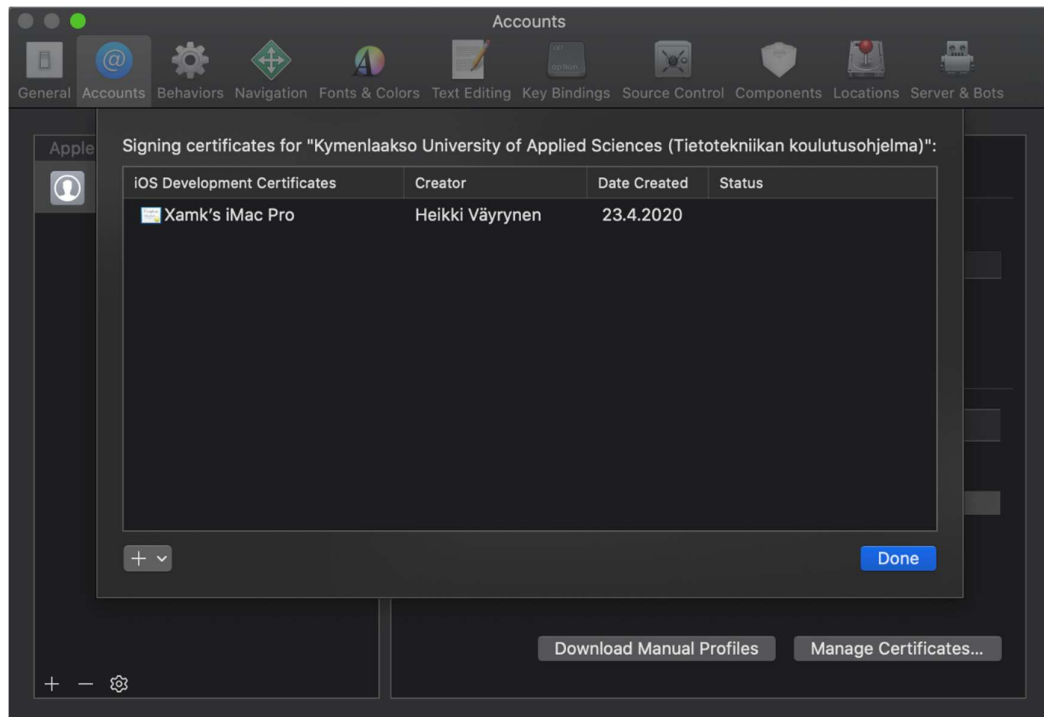 Accounts
General Accounts Behaviors Navigation Fonts & Colors Text Editing Key Bindings Source Control Components Locations Server & Bots
Apple
Signing certificates for "Kymenlaakso University of Applied Sciences (Tietotekniikan koulutusohjelma)":
iOS Development Certificates Creator Date Created Status
Xamk's iMac Pro Heikki Väyrynen 23.4.2020
Done
Download Manual Profiles Manage Certificates...